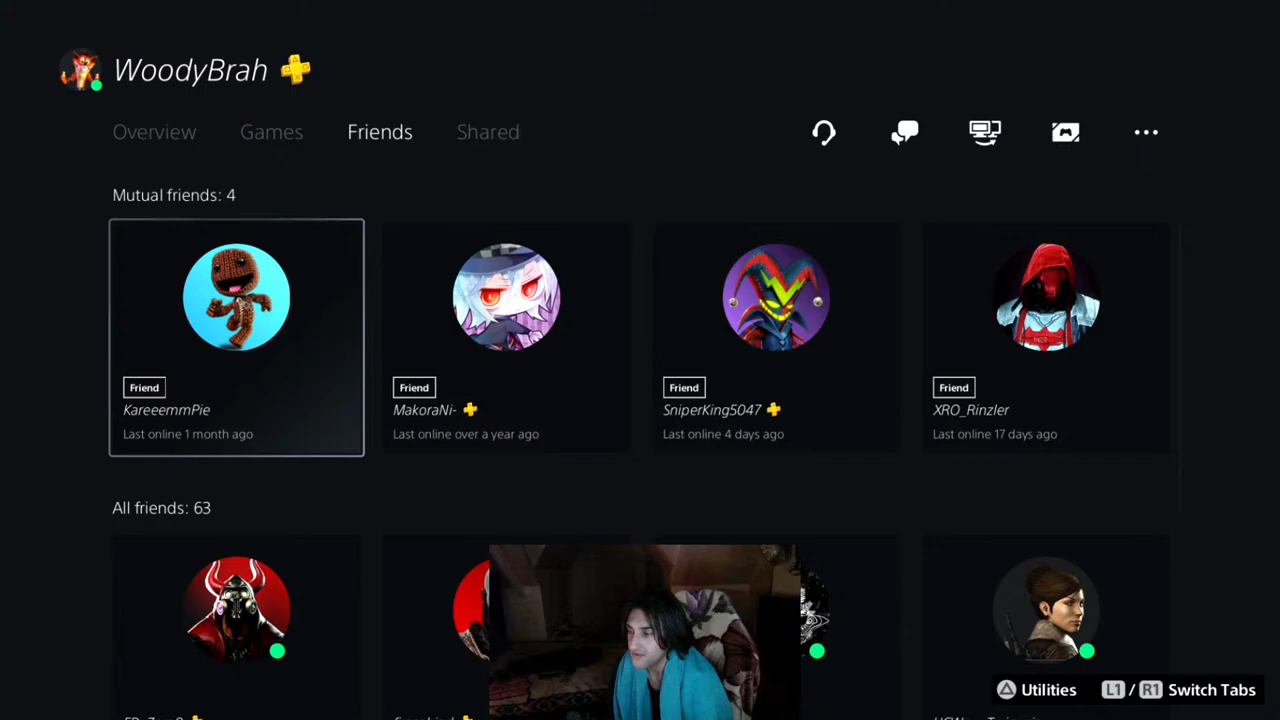 WoodyBrah
Overview Games Friends Shared
Mutual friends: 4
Friend
KareeemmPie
Last online 1 month ago
Friend
MakoraNi-
Last online over a year ago
Friend
SniperKing5047
Last online 4 days ago
Friend
XRO_Rinzler
Last online 17 days ago
All friends: 63
Utilities L1 / R1 Switch Tabs